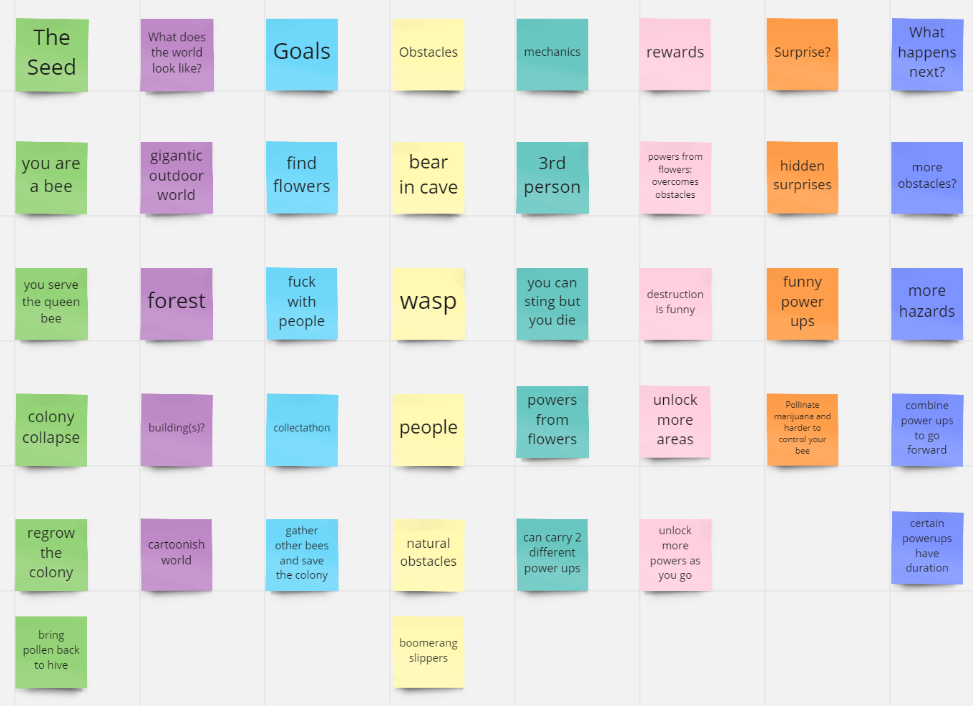 The
Seed
What does
the world
look like?
Goals
Obstacles
mechanics
rewards
Surprise?
What
happens
next?
you are
a bee
gigantic
outdoor
world
find
flowers
bear
in cave
3rd
person
powers from
flowers:
overcomes
obstacles
hidden
surprises
more
obstacles?
you serve
the queen
bee
forest
fuck
with
people
wasp
you can
sting but
you die
destruction
is funny
funny
power
ups
more
hazards
colony
collapse
building(s)?
collectathon
people
powers
from
flowers
unlock
more
areas
Pollinate
marijuana and
harder to
control your
bee
combine
power ups
to go
forward
regrow
the
colony
cartoonish
world
gather
other bees
and save
the colony
natural
obstacles
can carry 2
different
power ups
unlock
more
powers as
you go
certain
powerups
have
duration
bring
pollen back
to hive
boomerang
slippers